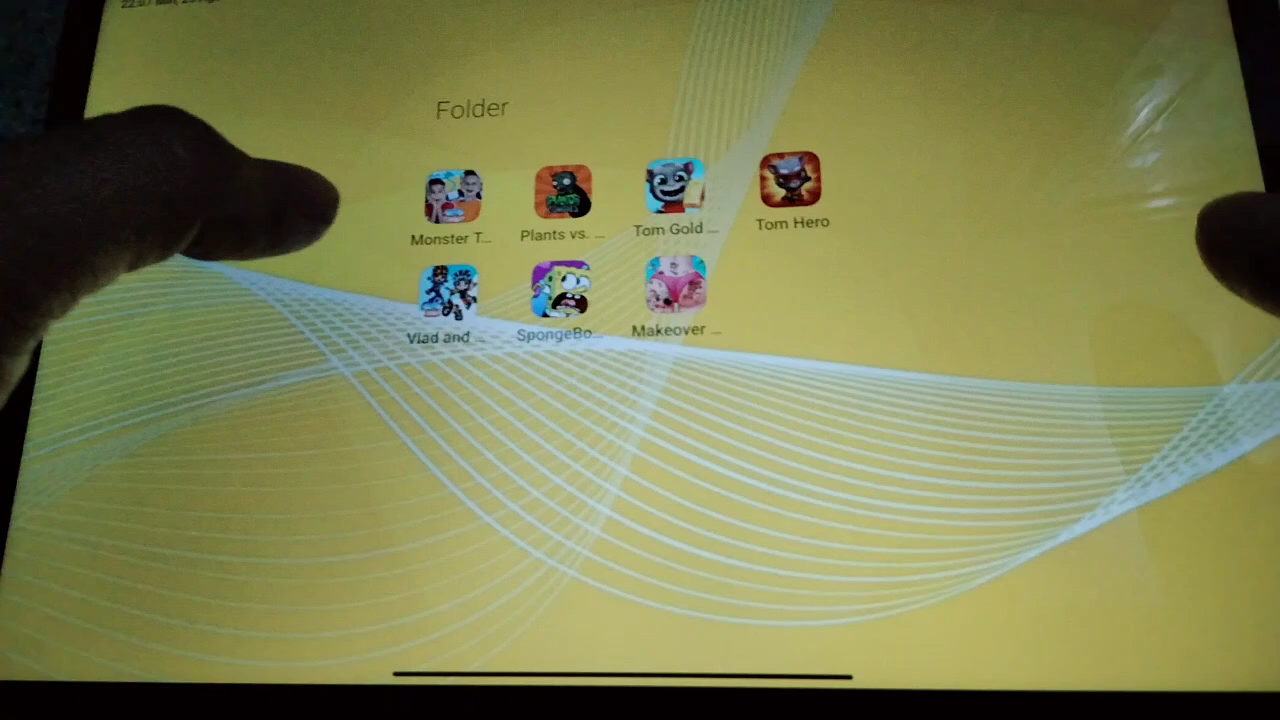 Folder
Monster T...
Plants vs. ...
Tom Gold ...
Tom Hero
Vlad and ...
SpongeBo...
Makeover ...